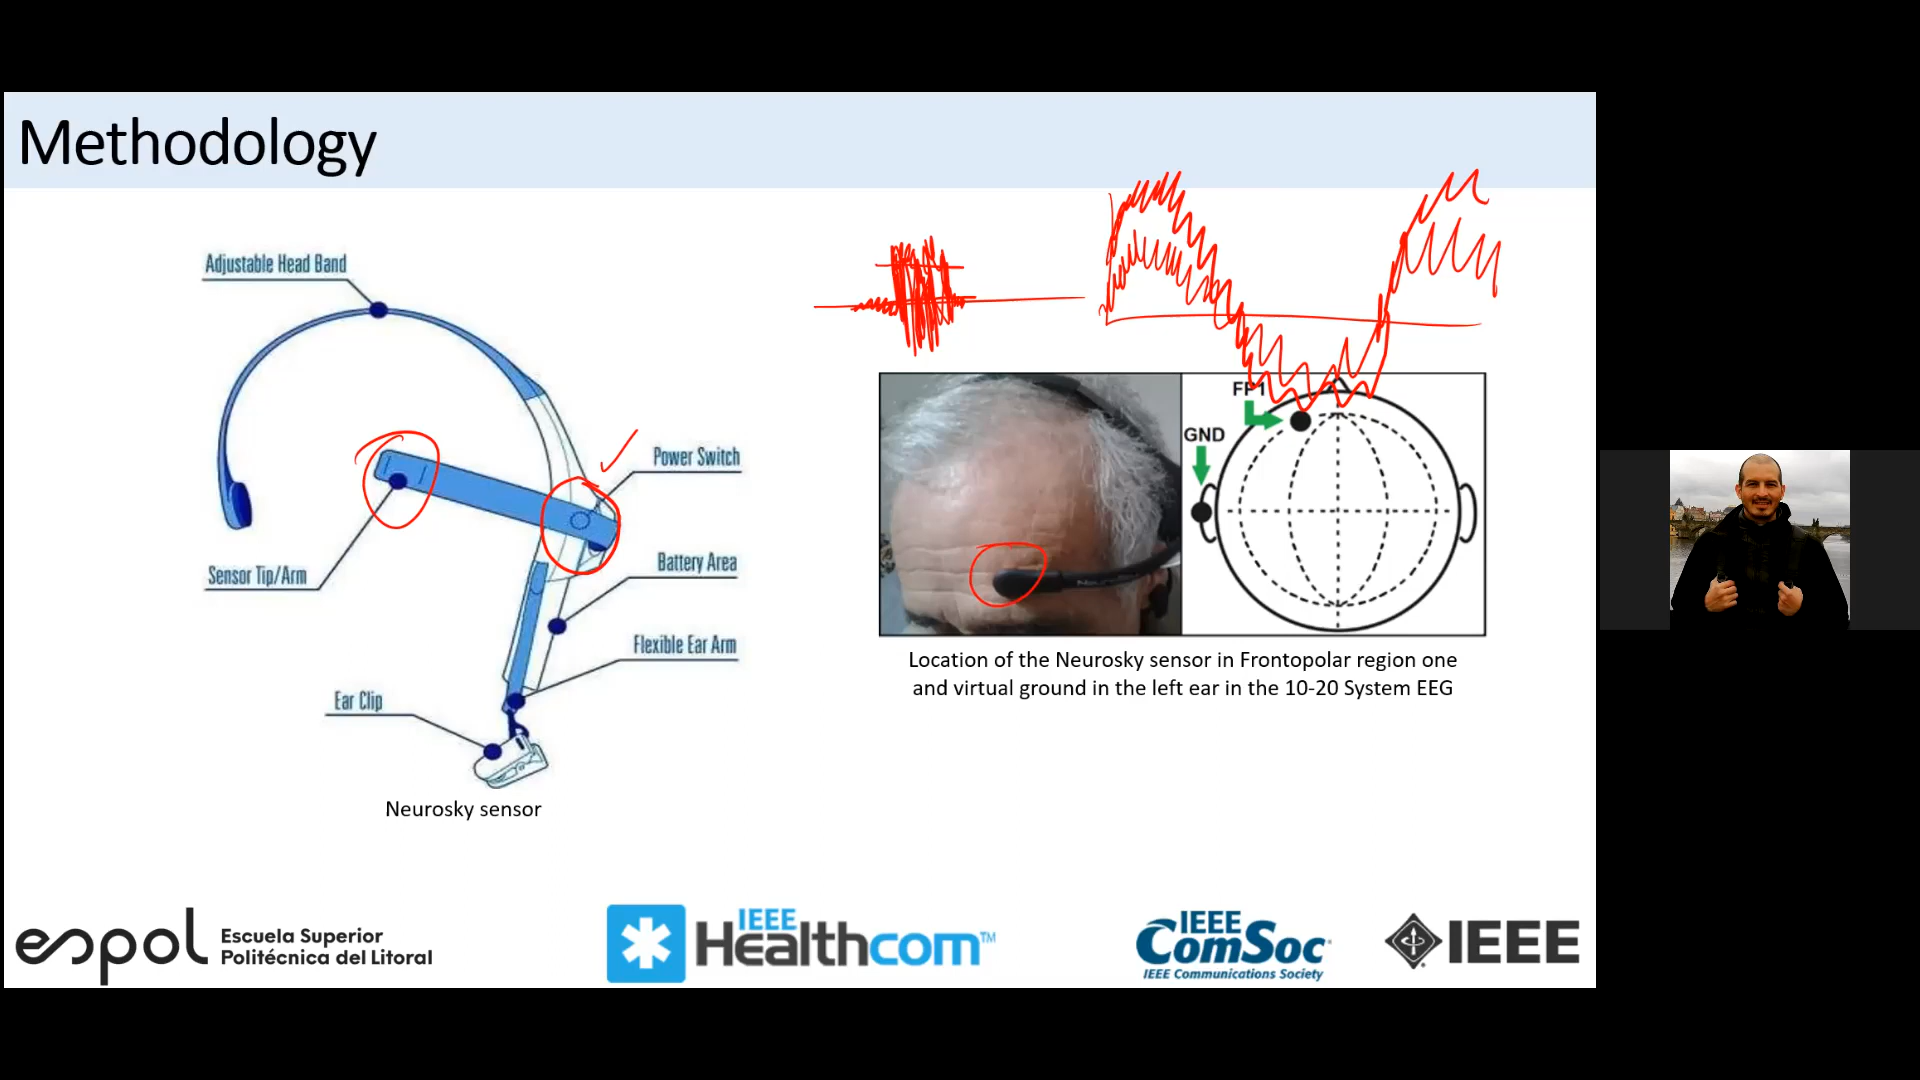 Methodology
Adjustable Head Band
Power Switch
Sensor Tip/Arm
Battery Area
Flexible Ear Arm
Ear Clip
Neurosky sensor
FP1
GND
Location of the Neurosky sensor in Frontopolar region one
and virtual ground in the left ear in the 10-20 System EEG
espol
Escuela Superior
Politécnica del Litoral
IEEE
Healthcom™
IEEE
ComSoc
IEEE Communications Society
IEEE